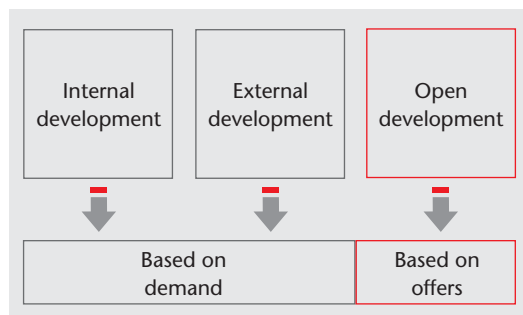 Internal
development
External
development
Open
development
Based on
demand
Based on
offers